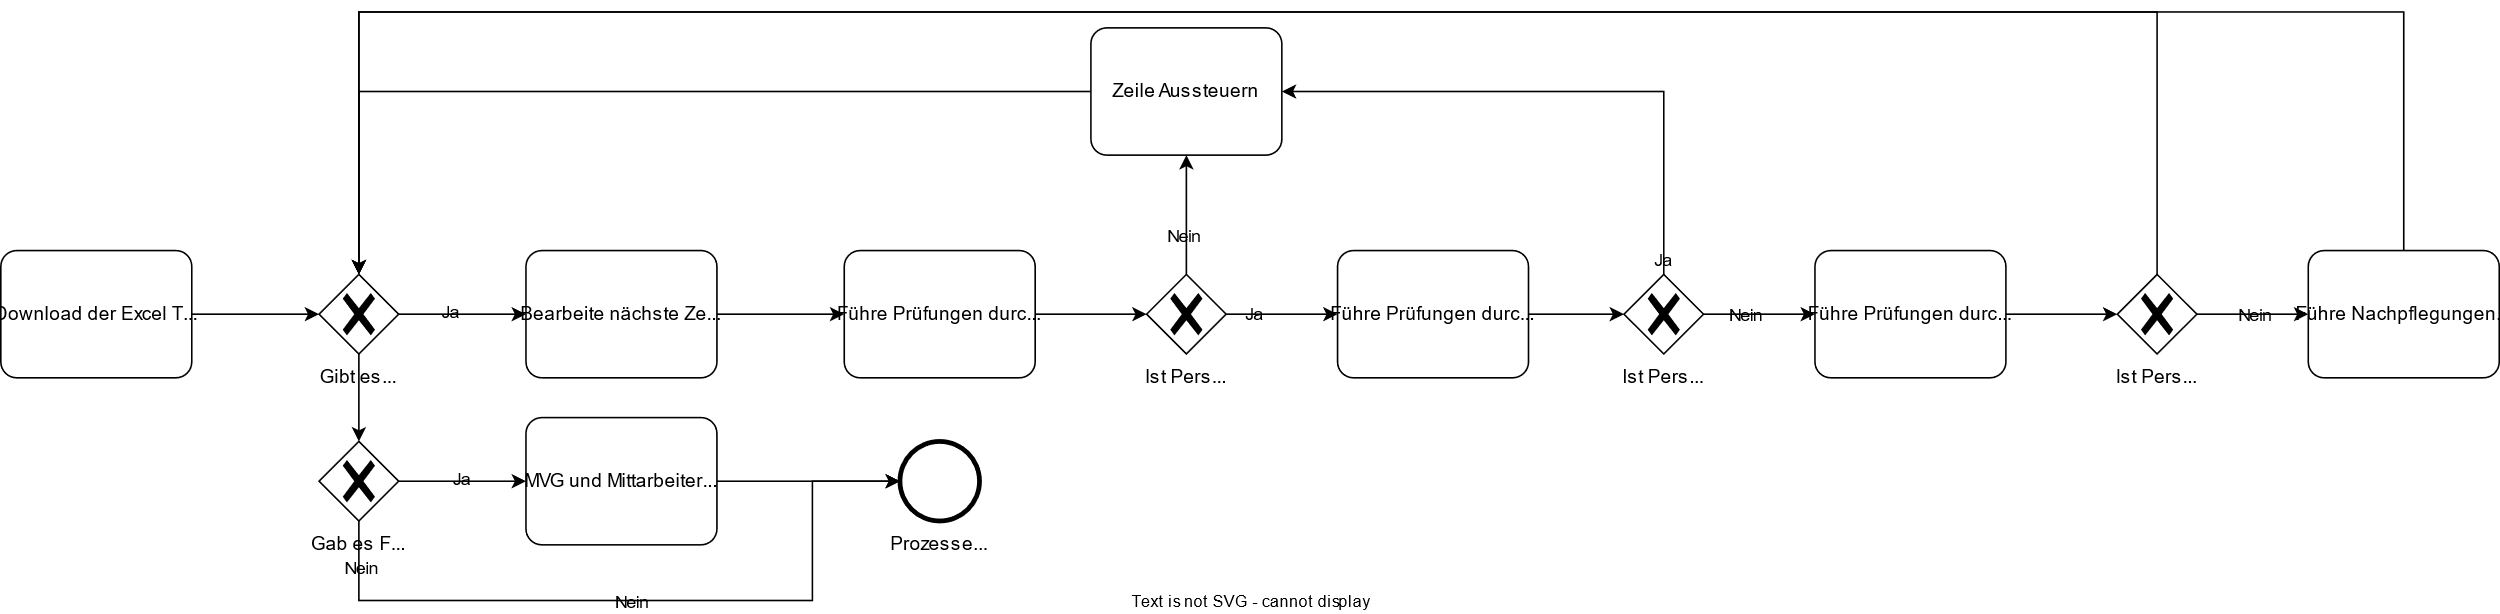 Zeile Aussteuern
Nein
Ja
Download der Excel T...
Ja
Bearbeite nächste Ze...
Führe Prüfungen durc...
Ja
Führe Prüfungen durc...
Nein
Führe Prüfungen durc...
Nein
Führe Nachpflegungen...
Gibt es...
Ist Pers...
Ist Pers...
Ist Pers...
Ja
MVG und Mittarbeiter...
Gab es F...
Prozesse...
Nein
Nein
Text is not SVG - cannot display